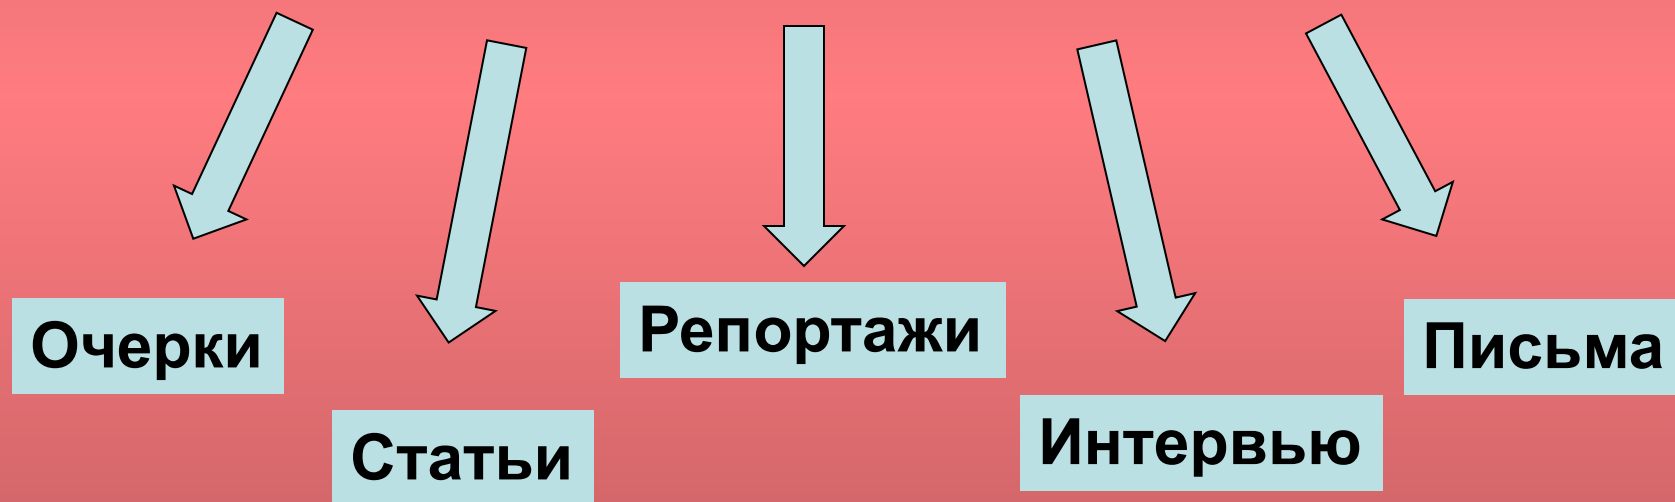 Очерки
Статьи
Репортажи
Интервью
Письма